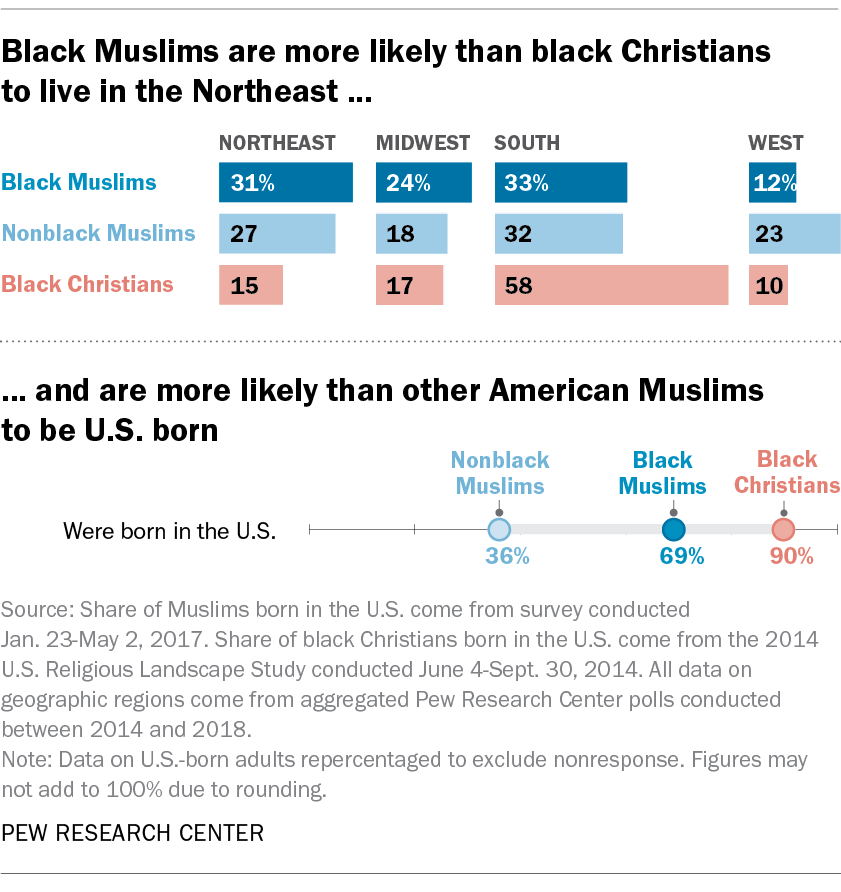 Black Muslims are more likely than black Christians
to live in the Northeast ...
NORTHEAST MIDWEST SOUTH WEST
Black Muslims 31% 24% 33% 12%
Nonblack Muslims 27 18 32 23
Black Christians 15 17 58 10
... and are more likely than other American Muslims
to be U.S. born
Nonblack Muslims
Black Muslims
Black Christians
Were born in the U.S.
36% 69% 90%
Source: Share of Muslims born in the U.S. come from survey conducted
Jan. 23-May 2, 2017. Share of black Christians born in the U.S. come from the 2014
U.S. Religious Landscape Study conducted June 4-Sept. 30, 2014. All data on
geographic regions come from aggregated Pew Research Center polls conducted
between 2014 and 2018.
Note: Data on U.S.-born adults repercentaged to exclude nonresponse. Figures may
not add to 100% due to rounding.
PEW RESEARCH CENTER